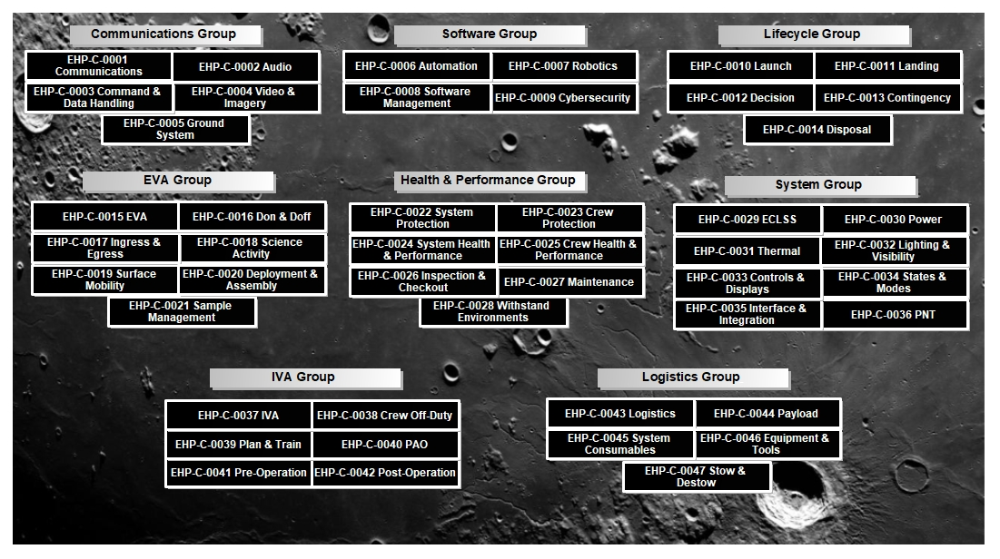 Communications Group
EHP-C-0001
Communications
EHP-C-0002 Audio
EHP-C-0003 Command &
Data Handling
EHP-C-0004 Video &
Imagery
EHP-C-0005 Ground
System
Software Group
EHP-C-0006 Automation
EHP-C-0007 Robotics
EHP-C-0008 Software
Management
EHP-C-0009 Cybersecurity
Lifecycle Group
EHP-C-0010 Launch
EHP-C-0011 Landing
EHP-C-0012 Decision
EHP-C-0013 Contingency
EHP-C-0014 Disposal
EVA Group
EHP-C-0015 EVA
EHP-C-0016 Don & Doff
EHP-C-0017 Ingress &
Egress
EHP-C-0018 Science
Activity
EHP-C-0019 Surface
Mobility
EHP-C-0020 Deployment &
Assembly
EHP-C-0021 Sample
Management
Health & Performance Group
EHP-C-0022 System
Protection
EHP-C-0023 Crew
Protection
EHP-C-0024 System Health
& Performance
EHP-C-0025 Crew Health &
Performance
EHP-C-0026 Inspection &
Checkout
EHP-C-0027 Maintenance
EHP-C-0028 Withstand
Environments
System Group
EHP-C-0029 ECLSS
EHP-C-0030 Power
EHP-C-0031 Thermal
EHP-C-0032 Lighting &
Visibility
EHP-C-0033 Controls &
Displays
EHP-C-0034 States &
Modes
EHP-C-0035 Interface &
Integration
EHP-C-0036 PNT
IVA Group
EHP-C-0037 IVA
EHP-C-0038 Crew Off-Duty
EHP-C-0039 Plan & Train
EHP-C-0040 PAO
EHP-C-0041 Pre-Operation
EHP-C-0042 Post-Operation
Logistics Group
EHP-C-0043 Logistics
EHP-C-0044 Payload
EHP-C-0045 System
Consumables
EHP-C-0046 Equipment &
Tools
EHP-C-0047 Stow &
Destow